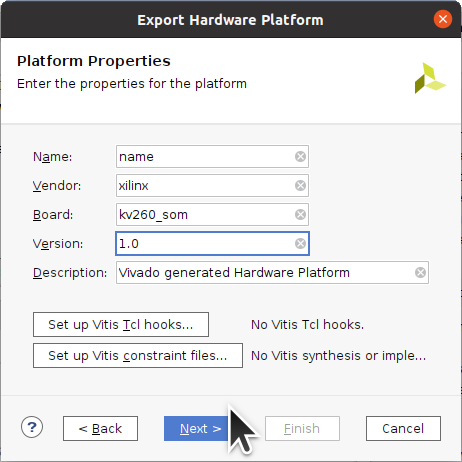 Export Hardware Platform
Platform Properties
Enter the properties for the platform
Name: name
Vendor: xilinx
Board: kv260_som
Version: 1.0
Description: Vivado generated Hardware Platform
Set up Vitis Tcl hooks... No Vitis Tcl hooks.
Set up Vitis constraint files... No Vitis synthesis or imple...
? < Back Next > Finish Cancel